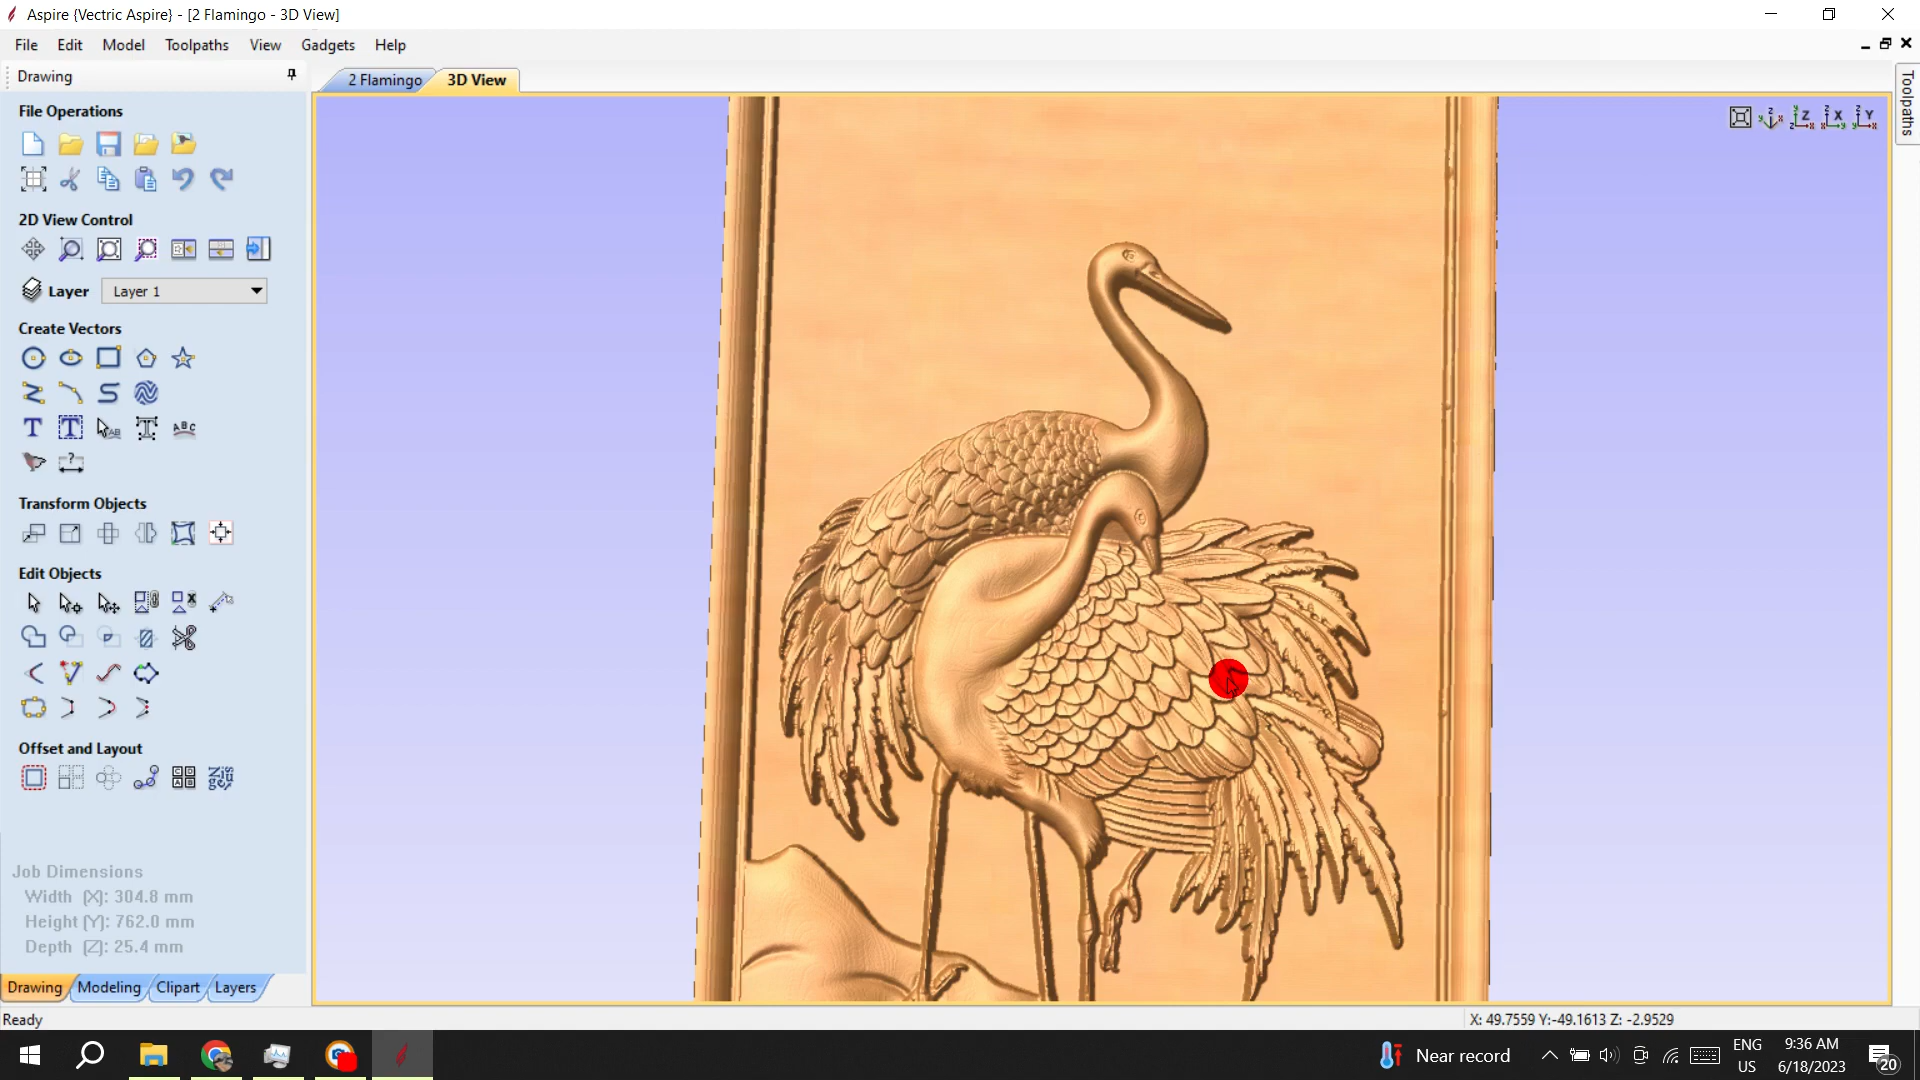 Aspire {Vectric Aspire} - [2 Flamingo - 3D View]
File Edit Model Toolpaths View Gadgets Help
Drawing
2 Flamingo 3D View
Toolpaths
File Operations
2D View Control
Layer Layer 1
Create Vectors
Transform Objects
Edit Objects
Offset and Layout
Job Dimensions
Width (X): 304.8 mm
Height (Y): 762.0 mm
Depth (Z): 25.4 mm
Drawing Modeling Clipart Layers
Ready
X: 49.7559 Y:-49.1613 Z: -2.9529
Near record
ENG
US
9:36 AM
6/18/2023
20